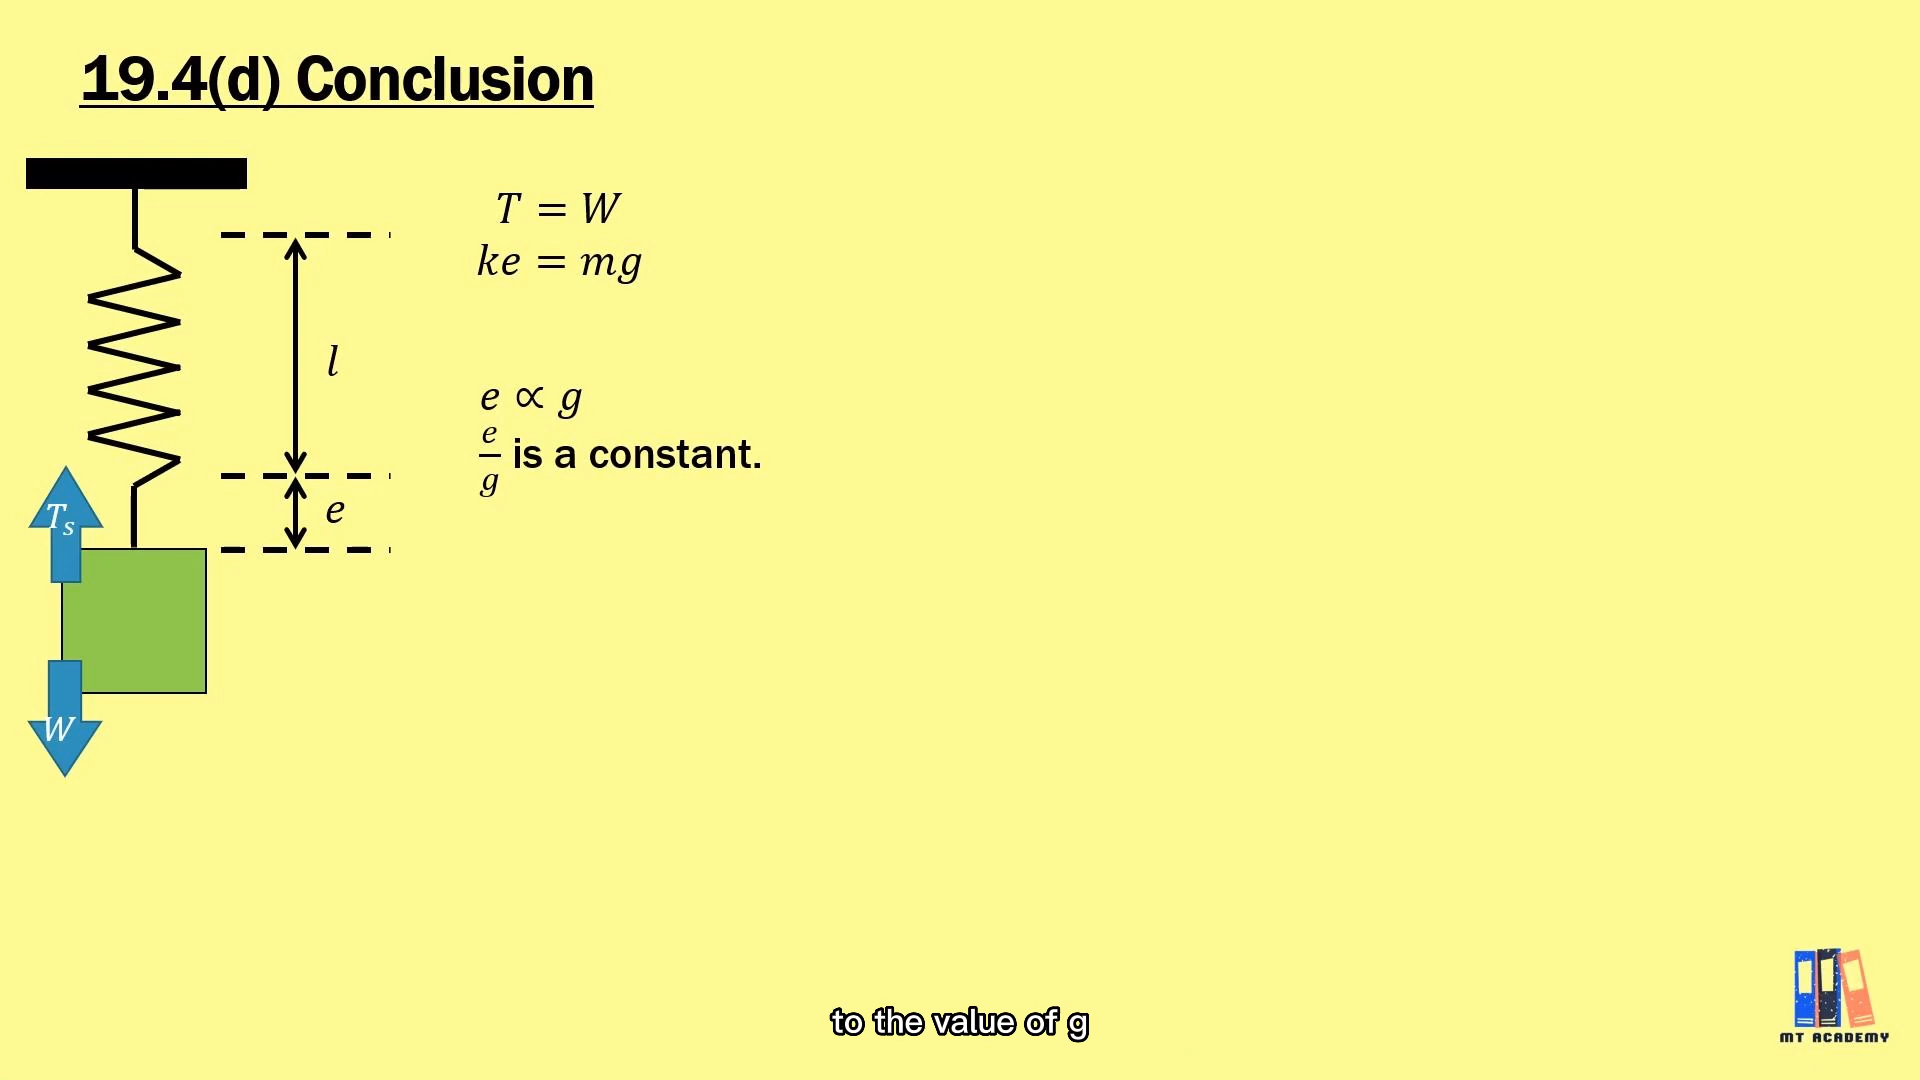 19.4(d) Conclusion
T = W
ke = mg
l
e ∝ g
e/g is a constant.
e
T_s
W
to the value of g
MT ACADEMY